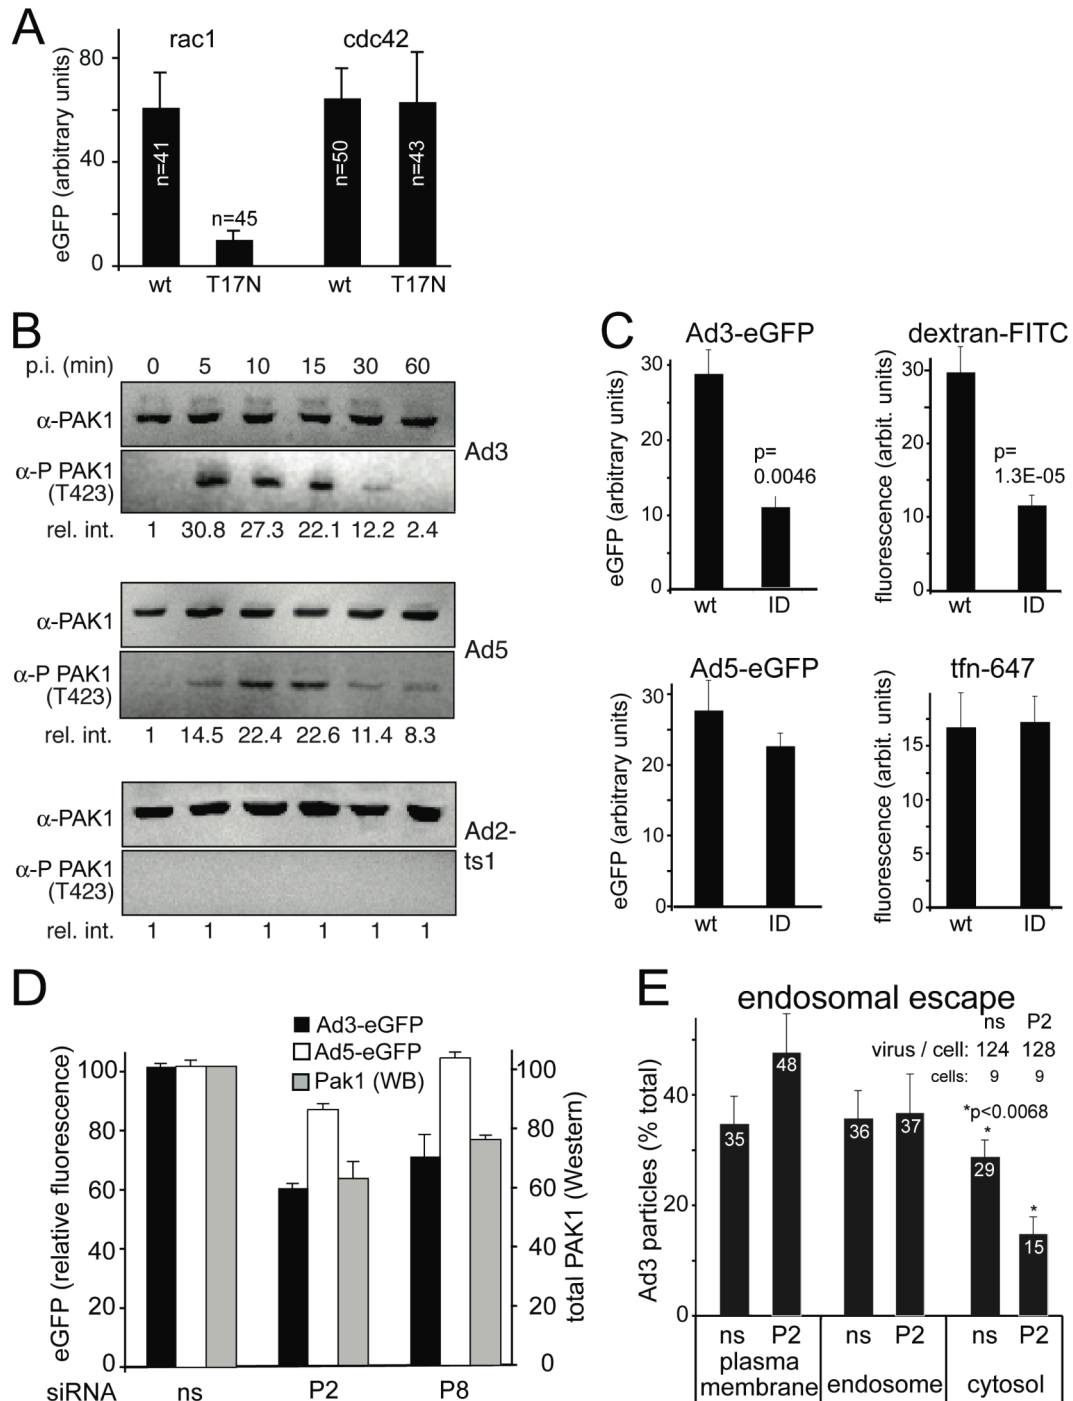 A
rac1
cdc42
eGFP (arbitrary units)
80
40
0
n=41
n=45
n=50
n=43
wt
T17N
wt
T17N
B
p.i. (min) 0 5 10 15 30 60
α-PAK1
α-P PAK1
(T423)
Ad3
rel. int. 1 30.8 27.3 22.1 12.2 2.4
α-PAK1
α-P PAK1
(T423)
Ad5
rel. int. 1 14.5 22.4 22.6 11.4 8.3
α-PAK1
α-P PAK1
(T423)
Ad2-
ts1
rel. int. 1 1 1 1 1 1
C
Ad3-eGFP
eGFP (arbitrary units)
30
20
10
0
p=
0.0046
wt ID
dextran-FITC
fluorescence (arbit. units)
30
20
10
0
p=
1.3E-05
wt ID
Ad5-eGFP
eGFP (arbitrary units)
30
20
10
0
wt ID
tfn-647
fluorescence (arbit. units)
15
10
5
0
wt ID
D
Ad3-eGFP
Ad5-eGFP
Pak1 (WB)
eGFP (relative fluorescence)
100
80
60
40
20
0
total PAK1 (Western)
100
80
60
40
20
0
siRNA ns P2 P8
E
endosomal escape
ns P2
virus / cell: 124 128
cells: 9 9
*p<0.0068
Ad3 particles (% total)
40
20
0
35
48
36
37
*
29
*
15
ns P2 ns P2 ns P2
plasma
membrane endosome cytosol